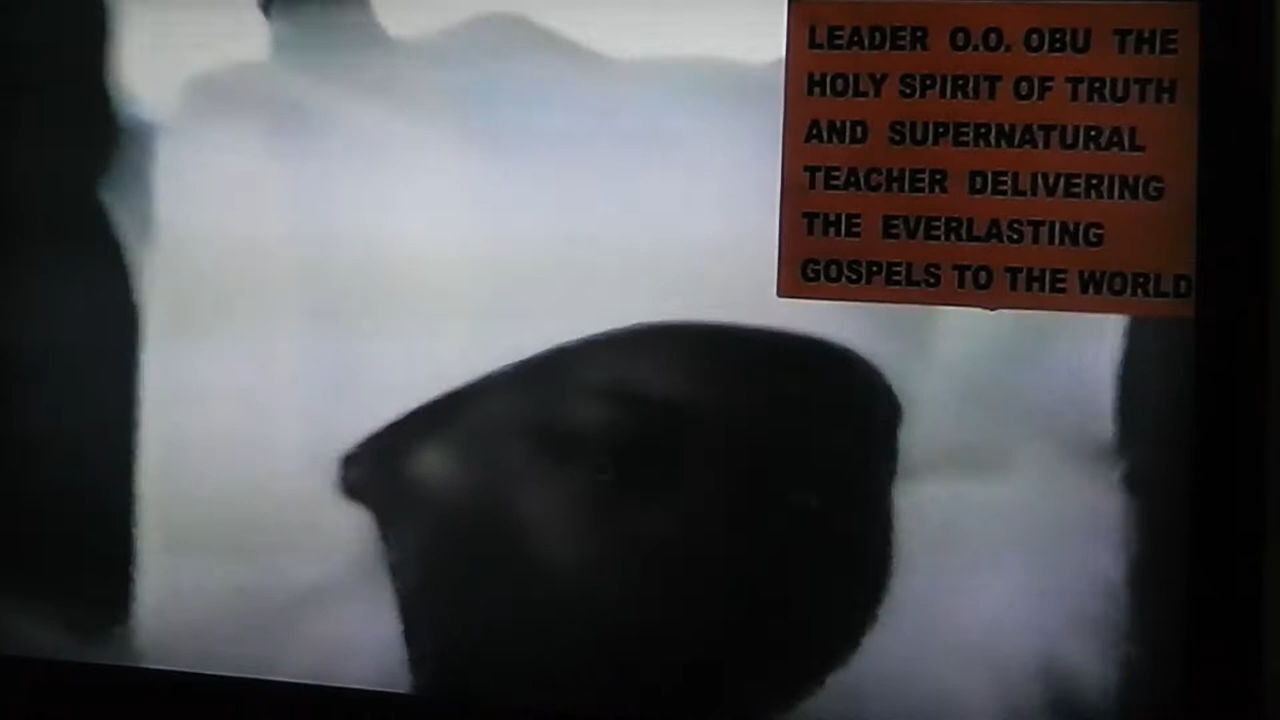 LEADER O.O. OBU THE
HOLY SPIRIT OF TRUTH
AND SUPERNATURAL
TEACHER DELIVERING
THE EVERLASTING
GOSPELS TO THE WORLD